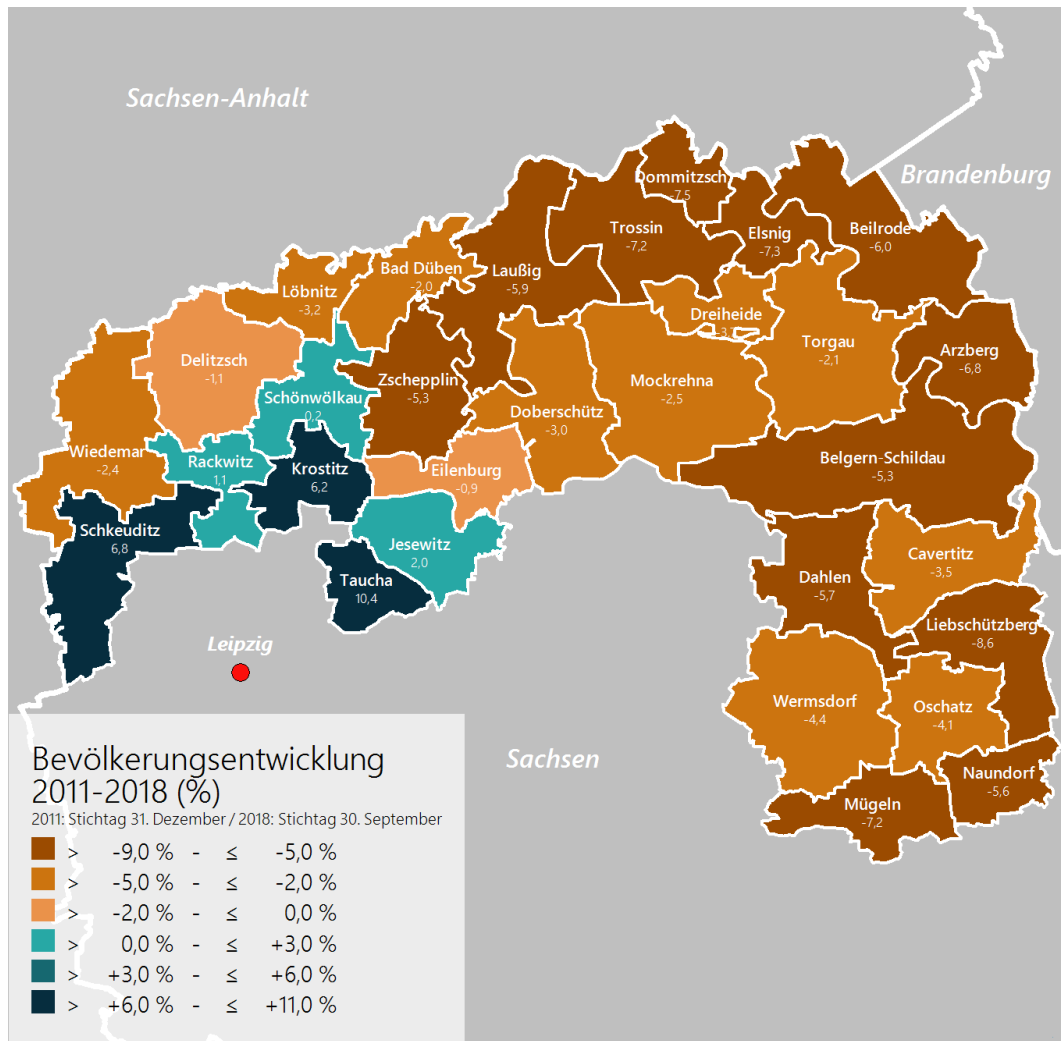 Sachsen-Anhalt
Brandenburg
Dommitzsch
-7,5
Trossin
-7,2
Elsnig
-7,3
Beilrode
-6,0
Bad Düben
-2,0
Laußig
-5,9
Löbnitz
-3,2
Dreiheide
Torgau
-2,1
Arzberg
-6,8
Delitzsch
-1,1
Zschepplin
-5,3
Mockrehna
-2,5
Schönwölkau
0,2
Doberschütz
-3,0
Wiedemar
-2,4
Rackwitz
1,1
Krostitz
6,2
Eilenburg
-0,9
Belgern-Schildau
-5,3
Schkeuditz
6,8
Jesewitz
2,0
Cavertitz
-3,5
Taucha
10,4
Dahlen
-5,7
Liebschützberg
-8,6
Leipzig
Wermsdorf
-4,4
Oschatz
-4,1
Sachsen
Naundorf
-5,6
Mügeln
-7,2
Bevölkerungsentwicklung
2011-2018 (%)
2011: Stichtag 31. Dezember / 2018: Stichtag 30. September
> -9,0 % - ≤ -5,0 %
> -5,0 % - ≤ -2,0 %
> -2,0 % - ≤ 0,0 %
> 0,0 % - ≤ +3,0 %
> +3,0 % - ≤ +6,0 %
> +6,0 % - ≤ +11,0 %